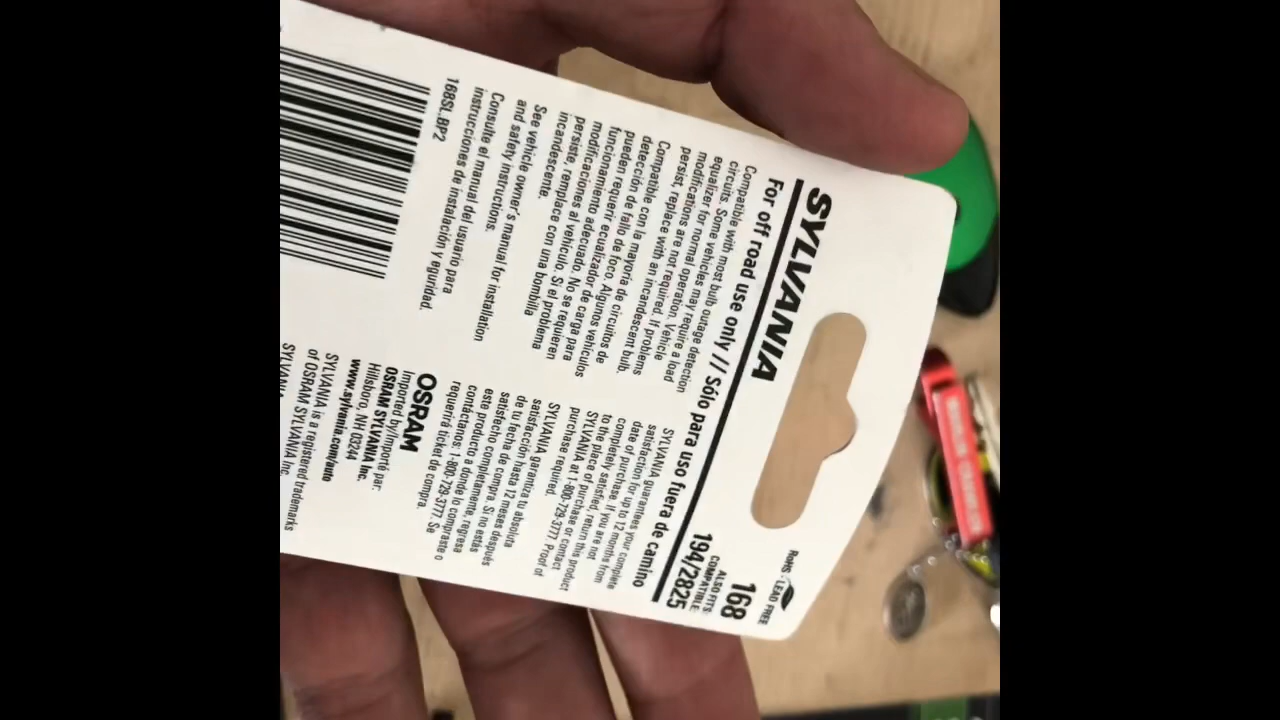 RoHS LEAD FREE
168
ALSO FITS:
COMPATIBLE:
194/2825
SYLVANIA
For off road use only // Sólo para uso fuera de camino
Compatible with most bulb outage detection
circuits. Some vehicles may require a load
equalizer for normal operation. Vehicle
modifications are not required. If problems
persist, replace with an incandescent bulb.
Compatible con la mayoría de circuitos de
detección de fallo de foco. Algunos vehículos
pueden requerir ecualizador de carga para
funcionamiento adecuado. No se requieren
modificaciones al vehículo. Si el problema
persiste, remplace con una bombilla
incandescente.
See vehicle owner's manual for installation
and safety instructions.
Consulte el manual del usuario para
instrucciones de instalación y eguridad.
168SL.BP2
SYLVANIA guarantees your complete
satisfaction for up to 12 months from
date of purchase. If you are not
completely satisfied, return this product
to the place of purchase or contact
SYLVANIA at 1-800-729-3777. Proof of
purchase required.
SYLVANIA garantiza tu absoluta
satisfacción hasta 12 meses después
de tu fecha de compra. Si no estás
satisfecho completamente, regresa
este producto a donde lo compraste o
contáctanos: 1-800-729-3777. Se
requerirá ticket de compra.
OSRAM
Imported by/Importé par:
OSRAM SYLVANIA Inc.
Hillsboro, NH 03244
www.sylvania.com/auto
SYLVANIA is a registered trademarks
of OSRAM SYLVANIA Inc.
SYLVANIA